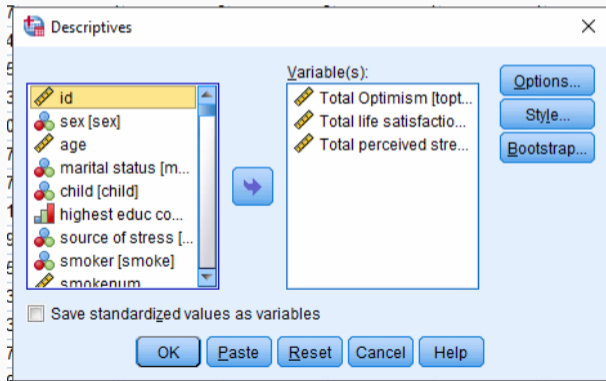 Descriptives
Variable(s):
id
sex [sex]
age
marital status [m...
child [child]
highest educ co...
source of stress [...
smoker [smoke]
smokenum
Total Optimism [topt...
Total life satisfactio...
Total perceived stre...
Options...
Style...
Bootstrap...
Save standardized values as variables
OK Paste Reset Cancel Help